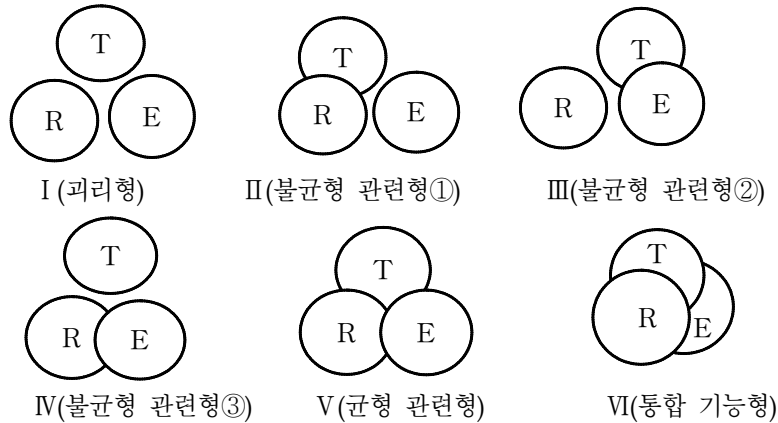 T T T
R E R E R E
Ⅰ(괴리형) Ⅱ(불균형 관련형①) Ⅲ(불균형 관련형②)
T T T
R E R E R E
Ⅳ(불균형 관련형③) Ⅴ(균형 관련형) Ⅵ(통합 기능형)